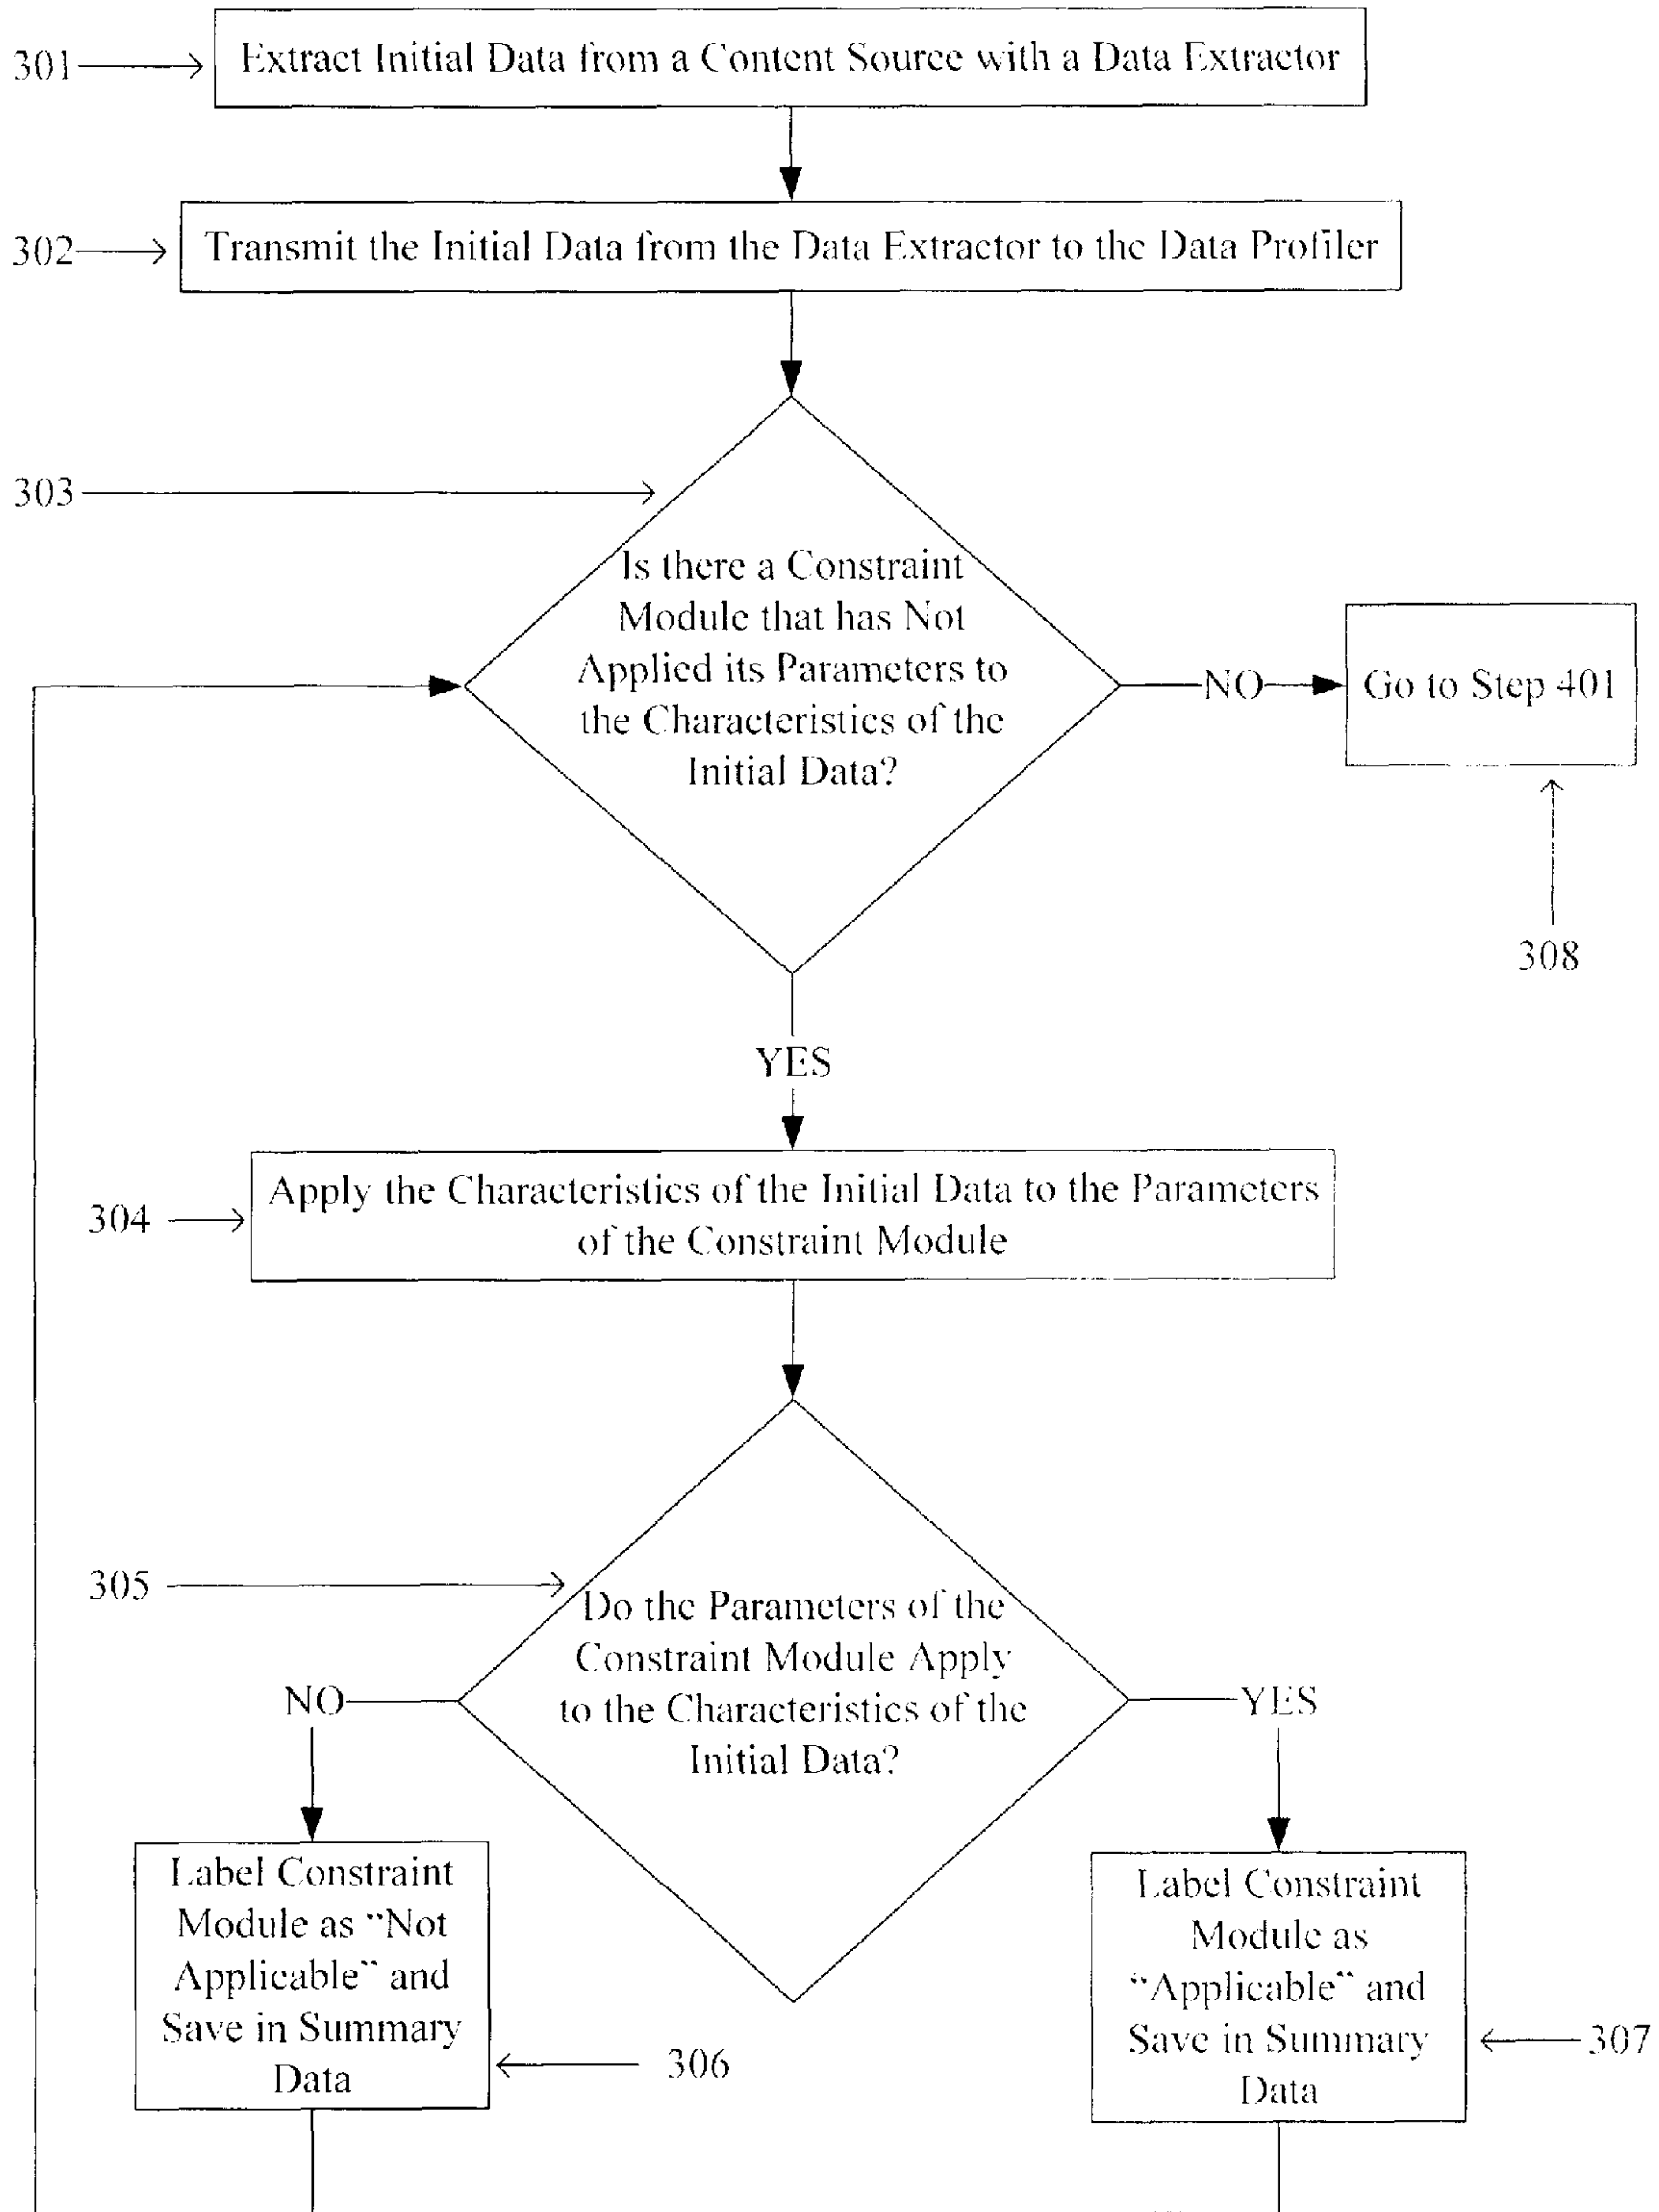 301
Extract Initial Data from a Content Source with a Data Extractor
302
Transmit the Initial Data from the Data Extractor to the Data Profiler
303
Is there a Constraint
Module that has Not
Applied its Parameters to
the Characteristics of the
Initial Data?
NO
Go to Step 401
308
YES
304
Apply the Characteristics of the Initial Data to the Parameters
of the Constraint Module
305
Do the Parameters of the
Constraint Module Apply
to the Characteristics of the
Initial Data?
NO
YES
Label Constraint
Module as “Not
Applicable” and
Save in Summary
Data
306
Label Constraint
Module as
“Applicable” and
Save in Summary
Data
307